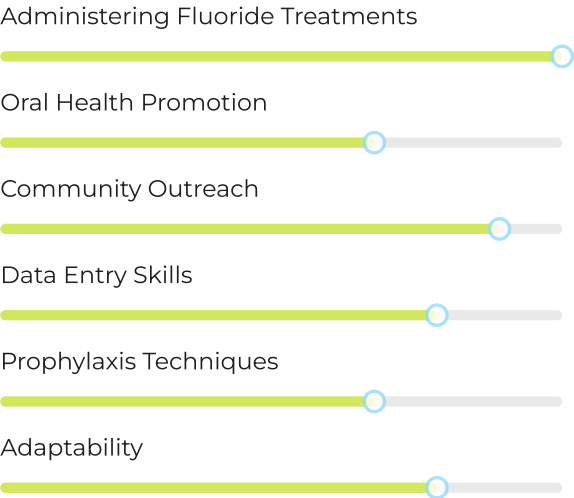 Administering Fluoride Treatments
Oral Health Promotion
Community Outreach
Data Entry Skills
Prophylaxis Techniques
Adaptability